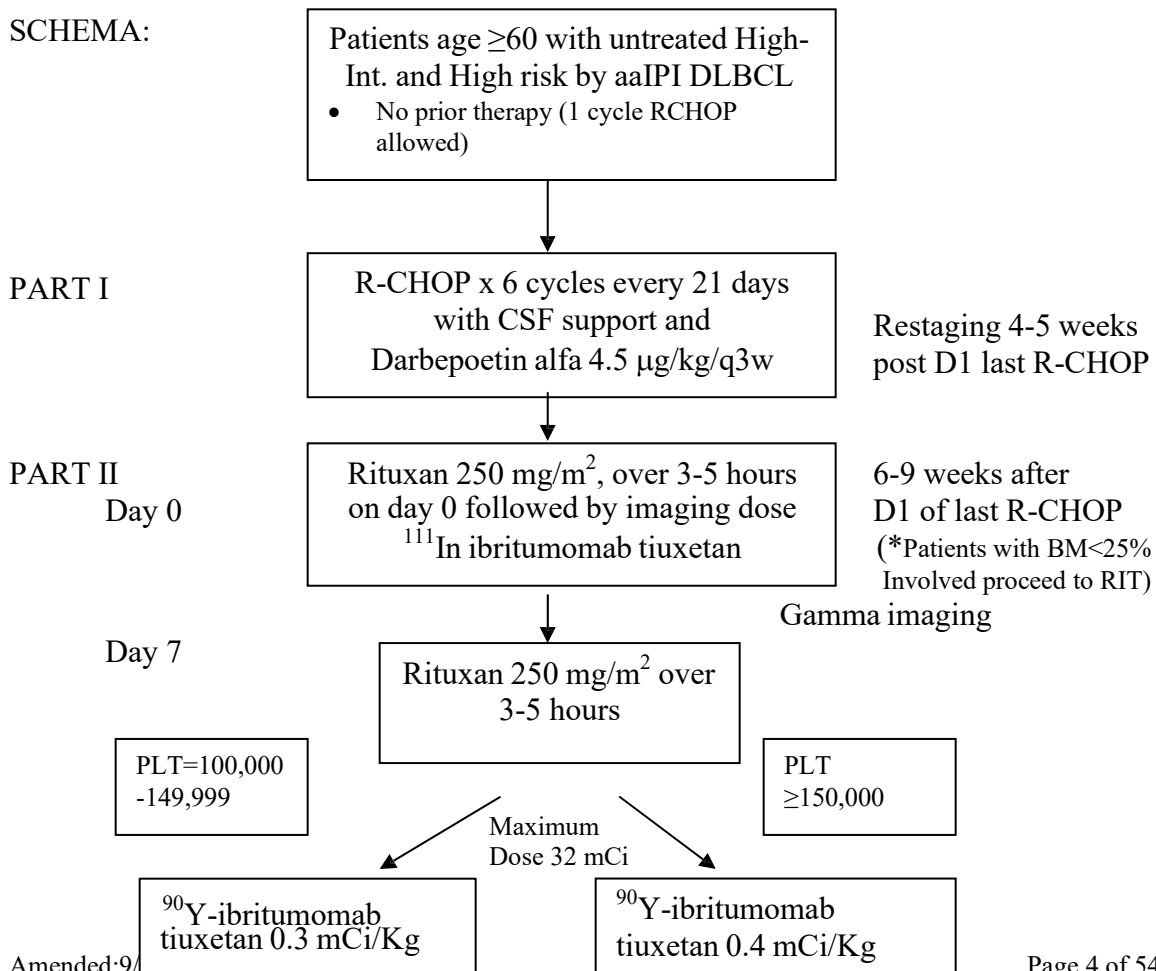 SCHEMA:
Patients age ≥60 with untreated High-
Int. and High risk by aaIPI DLBCL
• No prior therapy (1 cycle RCHOP
allowed)
PART I
R-CHOP x 6 cycles every 21 days
with CSF support and
Darbepoetin alfa 4.5 μg/kg/q3w
Restaging 4-5 weeks
post D1 last R-CHOP
PART II
Day 0
Rituxan 250 mg/m², over 3-5 hours
on day 0 followed by imaging dose
¹¹¹In ibritumomab tiuxetan
6-9 weeks after
D1 of last R-CHOP
(*Patients with BM<25%
Involved proceed to RIT)
Gamma imaging
Day 7
Rituxan 250 mg/m² over
3-5 hours
PLT=100,000
-149,999
PLT
≥150,000
Maximum
Dose 32 mCi
⁹⁰Y-ibritumomab
tiuxetan 0.3 mCi/Kg
⁹⁰Y-ibritumomab
tiuxetan 0.4 mCi/Kg
Amended:9/
Page 4 of 54